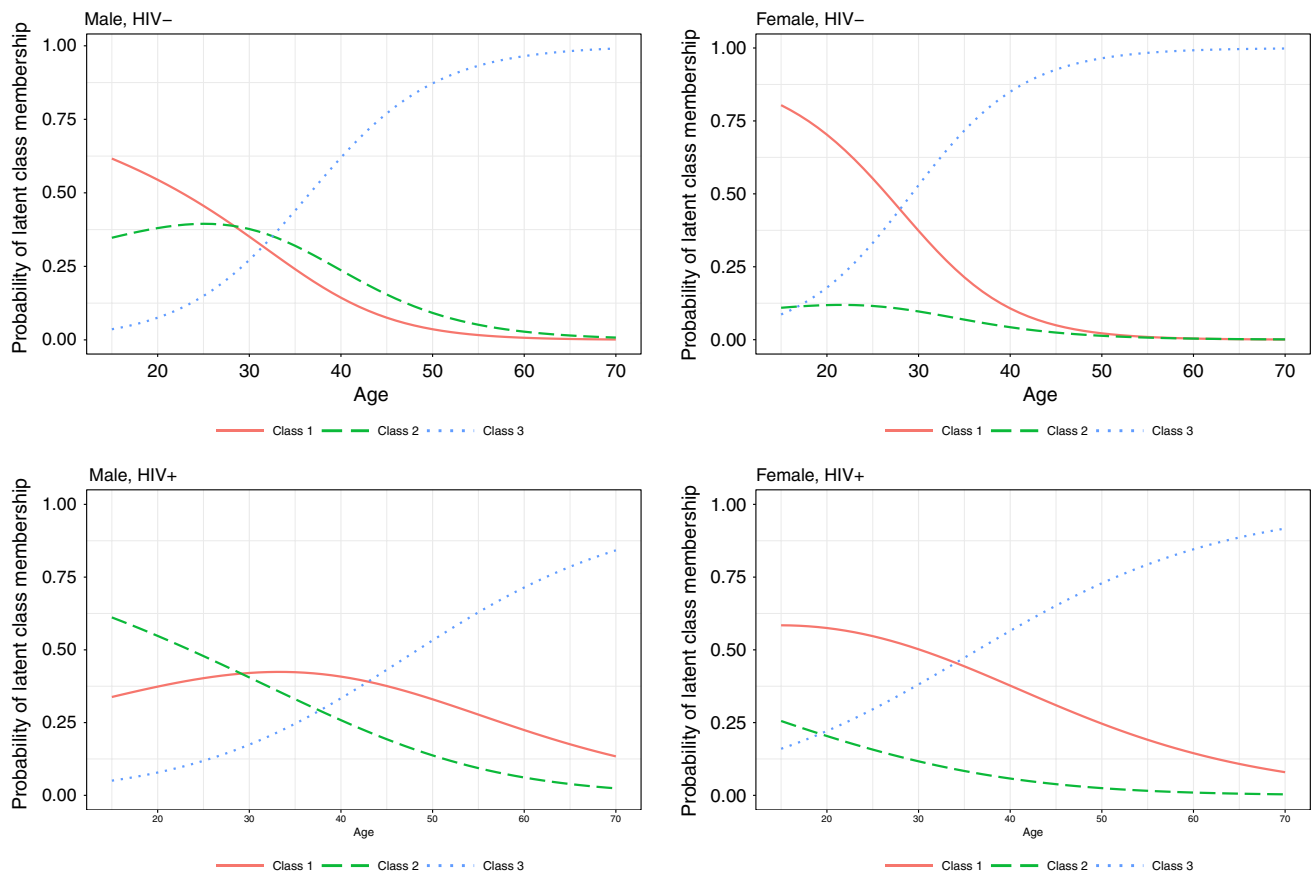 Male, HIV−
Probability of latent class membership
1.00
0.75
0.50
0.25
0.00
20 30 40 50 60 70
Age
Class 1 Class 2 Class 3
Female, HIV−
Probability of latent class membership
1.00
0.75
0.50
0.25
0.00
20 30 40 50 60 70
Age
Class 1 Class 2 Class 3
Male, HIV+
Probability of latent class membership
1.00
0.75
0.50
0.25
0.00
20 30 40 50 60 70
Age
Class 1 Class 2 Class 3
Female, HIV+
Probability of latent class membership
1.00
0.75
0.50
0.25
0.00
20 30 40 50 60 70
Age
Class 1 Class 2 Class 3